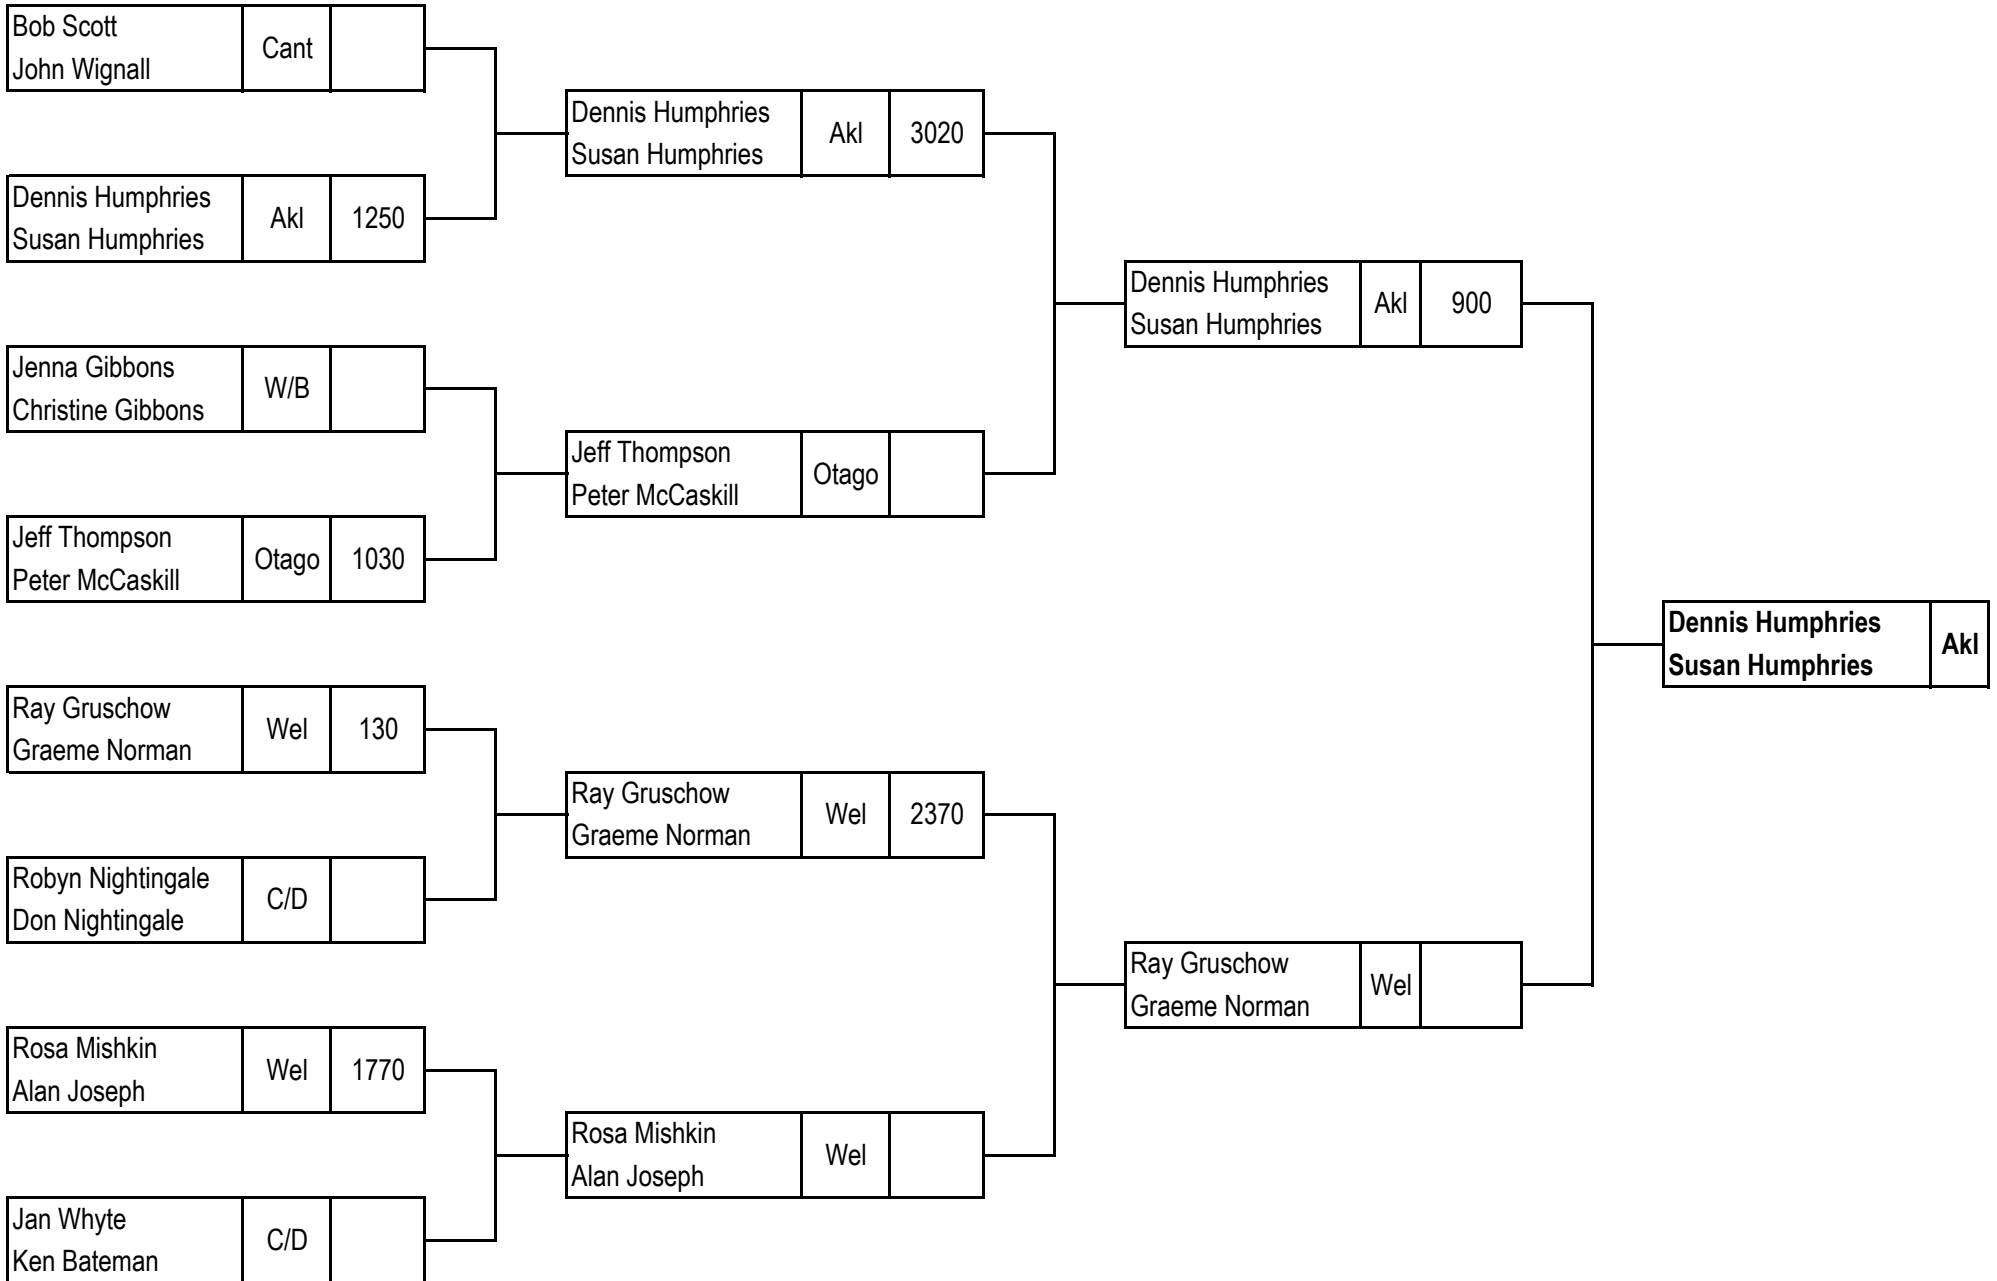 Bob Scott
John Wignall
Cant
Dennis Humphries
Susan Humphries
Akl
1250
Jenna Gibbons
Christine Gibbons
W/B
Jeff Thompson
Peter McCaskill
Otago
1030
Ray Gruschow
Graeme Norman
Wel
130
Robyn Nightingale
Don Nightingale
C/D
Rosa Mishkin
Alan Joseph
Wel
1770
Jan Whyte
Ken Bateman
C/D
Dennis Humphries
Susan Humphries
Akl
3020
Jeff Thompson
Peter McCaskill
Otago
Ray Gruschow
Graeme Norman
Wel
2370
Rosa Mishkin
Alan Joseph
Wel
Dennis Humphries
Susan Humphries
Akl
900
Ray Gruschow
Graeme Norman
Wel
Dennis Humphries
Susan Humphries
Akl